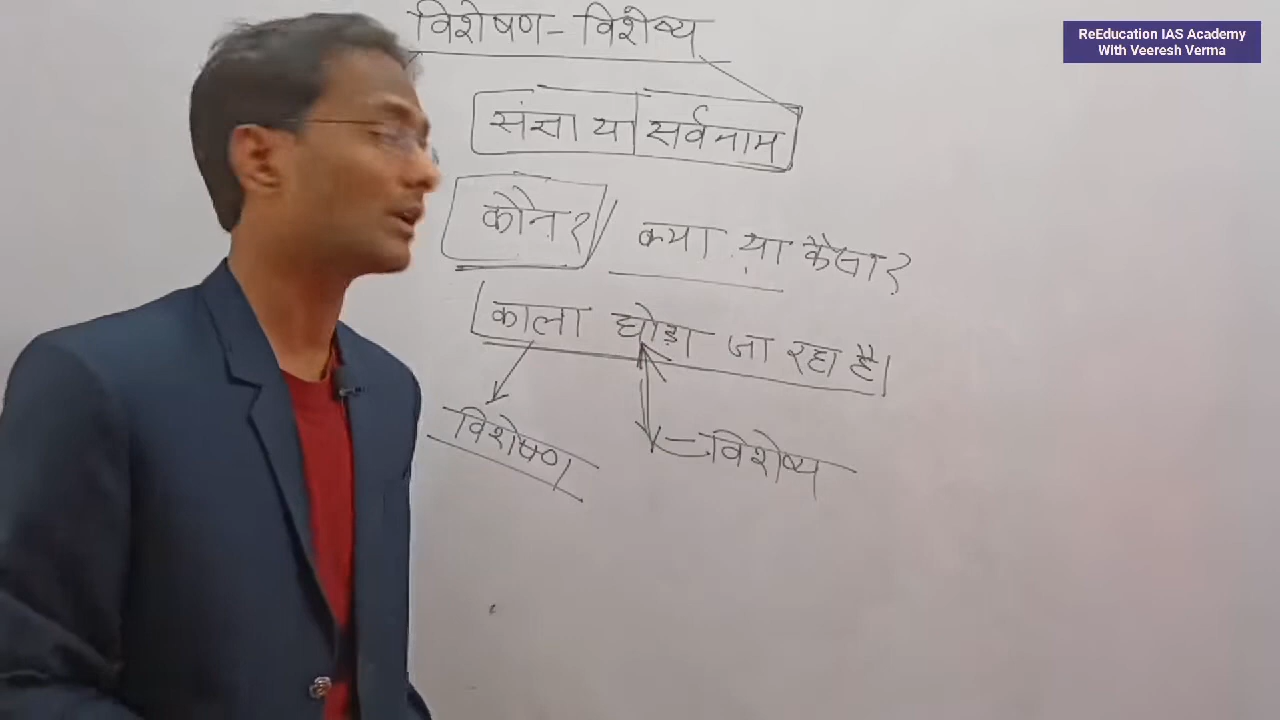 विशेषण - विशेष्य
ReEducation IAS Academy
With Veeresh Verma
संज्ञा या सर्वनाम
कौन? क्या या कैसा?
काला घोड़ा जा रहा है।
विशेषण
- विशेष्य